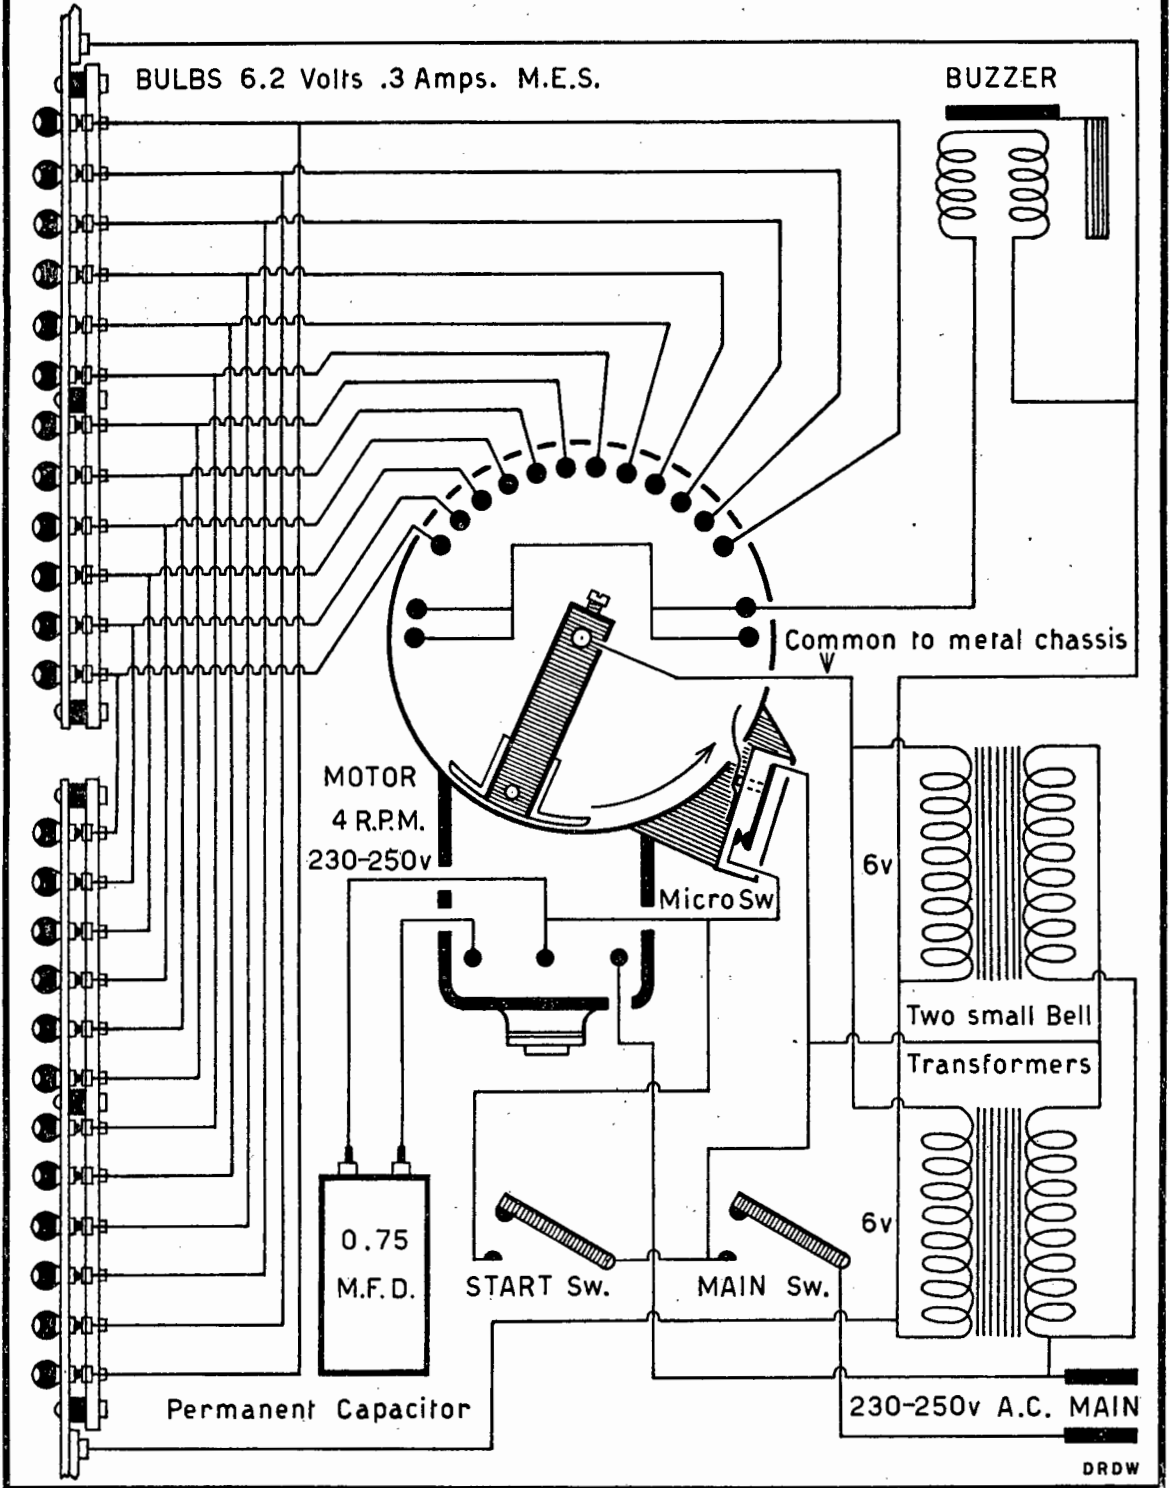 BULBS 6.2 Volts .3 Amps. M.E.S.
BUZZER
Common to metal chassis
MOTOR
4 R.P.M.
230-250v
Micro Sw
6v
Two small Bell
Transformers
6v
0.75
M.F.D.
START Sw.
MAIN Sw.
Permanent Capacitor
230-250v A.C. MAIN
DRDW